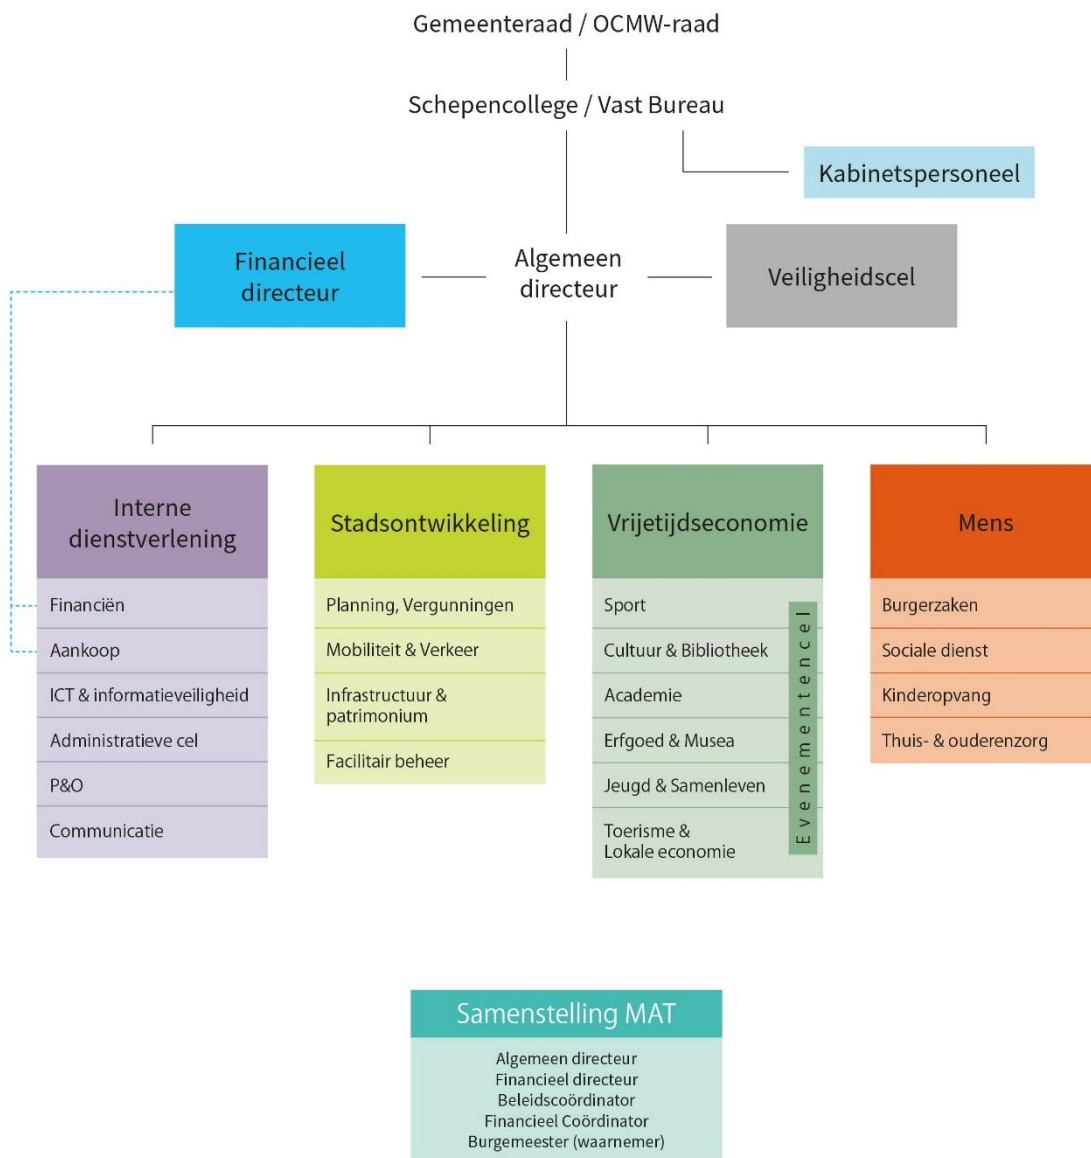 Gemeenteraad / OCMW-raad
Schepencollege / Vast Bureau
Kabinetspersoneel
Financieel
directeur
Algemeen
directeur
Veiligheidscel
Interne
dienstverlening
Financiën
Aankoop
ICT & informatieveiligheid
Administratieve cel
P&O
Communicatie
Stadsontwikkeling
Planning, Vergunningen
Mobiliteit & Verkeer
Infrastructuur &
patrimonium
Facilitair beheer
Vrijetijdseconomie
Sport
Cultuur & Bibliotheek
Academie
Erfgoed & Musea
Jeugd & Samenleven
Toerisme &
Lokale economie
Evenementencel
Mens
Burgerzaken
Sociale dienst
Kinderopvang
Thuis- & ouderenzorg
Samenstelling MAT
Algemeen directeur
Financieel directeur
Beleidscoördinator
Financieel Coördinator
Burgemeester (waarnemer)